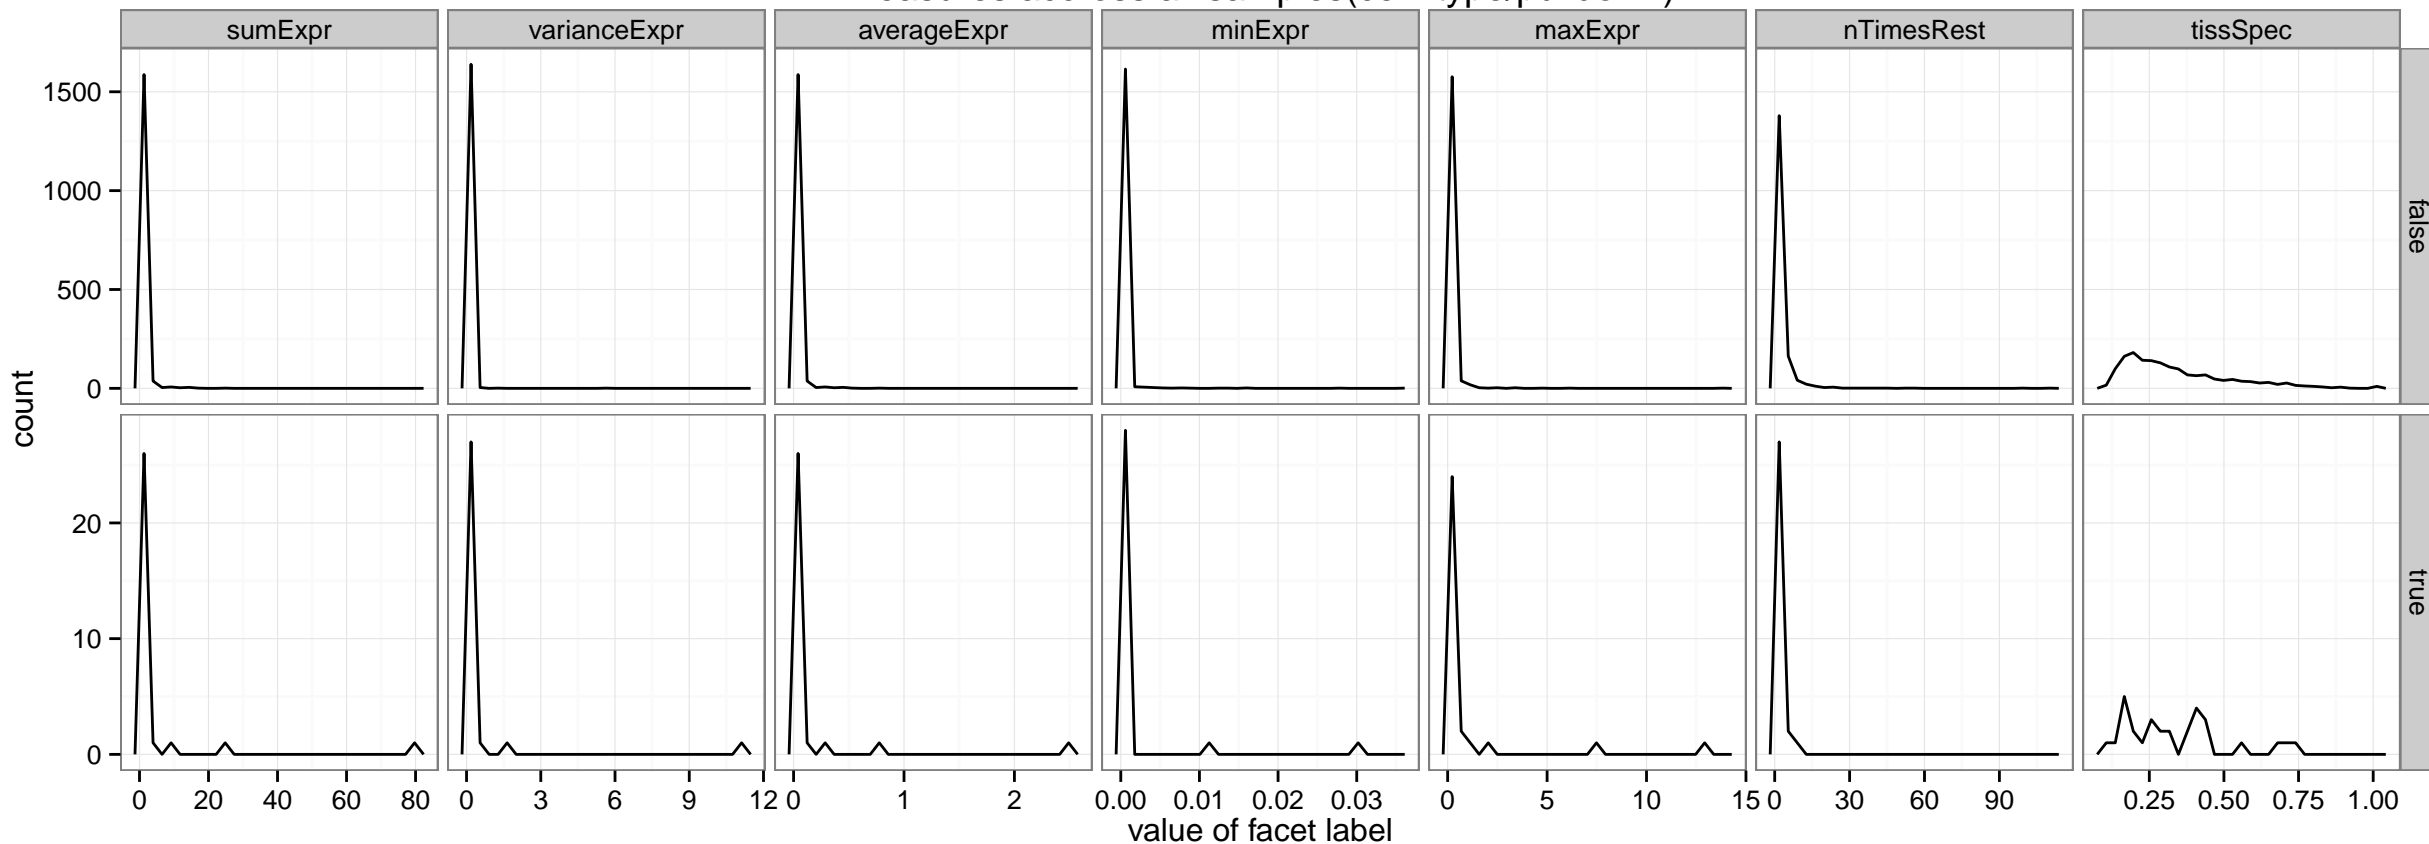 sumExpr varianceExpr averageExpr minExpr maxExpr nTimesRest tissSpec
1500
1000
500
0
false
count
20
10
0
true
0 20 40 60 80 0 3 6 9 12 0 1 2 0.00 0.01 0.02 0.03 0 5 10 15 0 30 60 90 0.25 0.50 0.75 1.00
value of facet label